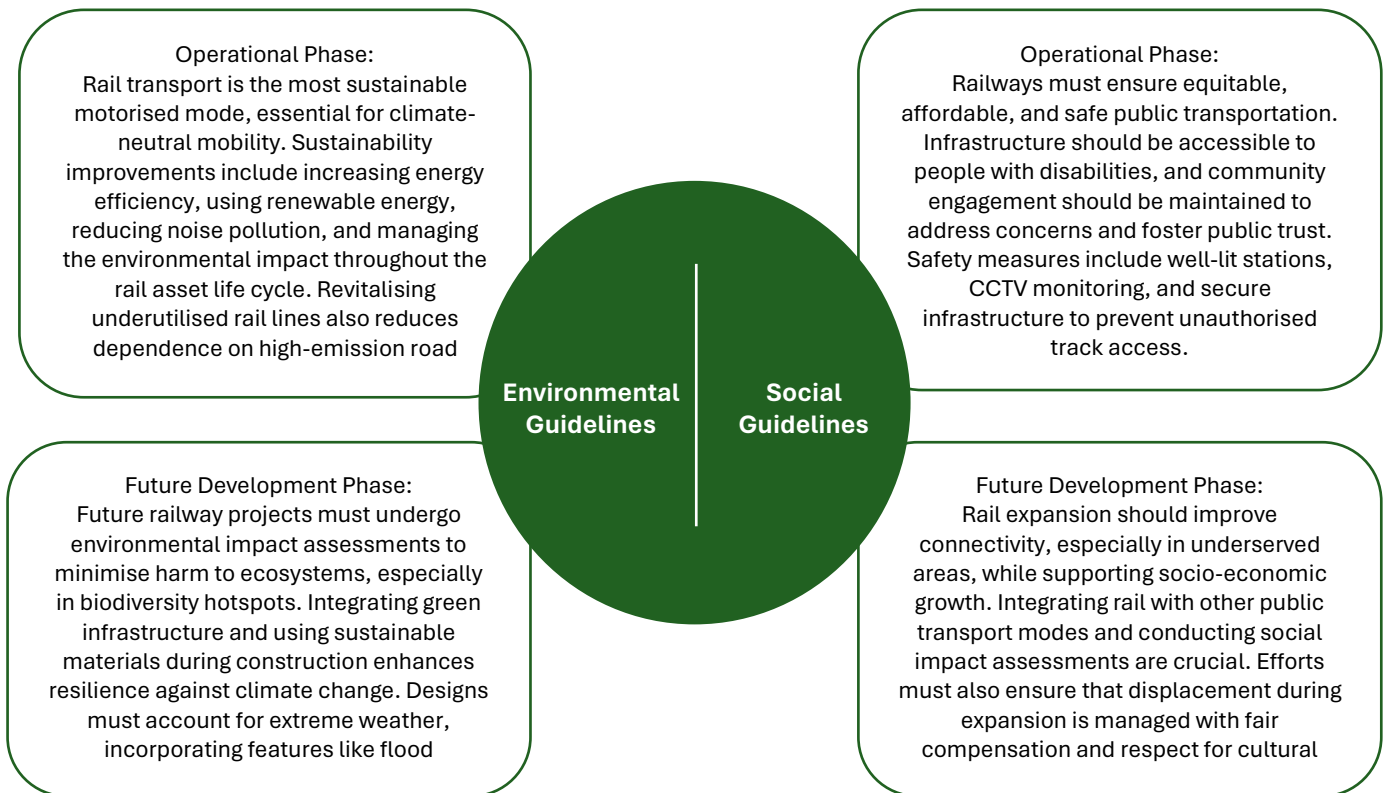 Operational Phase:
Rail transport is the most sustainable
motorised mode, essential for climate-
neutral mobility. Sustainability
improvements include increasing energy
efficiency, using renewable energy,
reducing noise pollution, and managing
the environmental impact throughout the
rail asset life cycle. Revitalising
underutilised rail lines also reduces
dependence on high-emission road
Operational Phase:
Railways must ensure equitable,
affordable, and safe public transportation.
Infrastructure should be accessible to
people with disabilities, and community
engagement should be maintained to
address concerns and foster public trust.
Safety measures include well-lit stations,
CCTV monitoring, and secure
infrastructure to prevent unauthorised
track access.
Environmental
Guidelines
Social
Guidelines
Future Development Phase:
Future railway projects must undergo
environmental impact assessments to
minimise harm to ecosystems, especially
in biodiversity hotspots. Integrating green
infrastructure and using sustainable
materials during construction enhances
resilience against climate change. Designs
must account for extreme weather,
incorporating features like flood
Future Development Phase:
Rail expansion should improve
connectivity, especially in underserved
areas, while supporting socio-economic
growth. Integrating rail with other public
transport modes and conducting social
impact assessments are crucial. Efforts
must also ensure that displacement during
expansion is managed with fair
compensation and respect for cultural